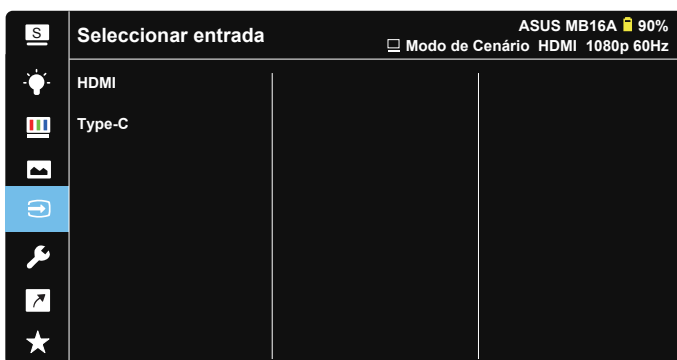 S
Seleccionar entrada
ASUS MB16A 90%
Modo de Cenário HDMI 1080p 60Hz
HDMI
Type-C